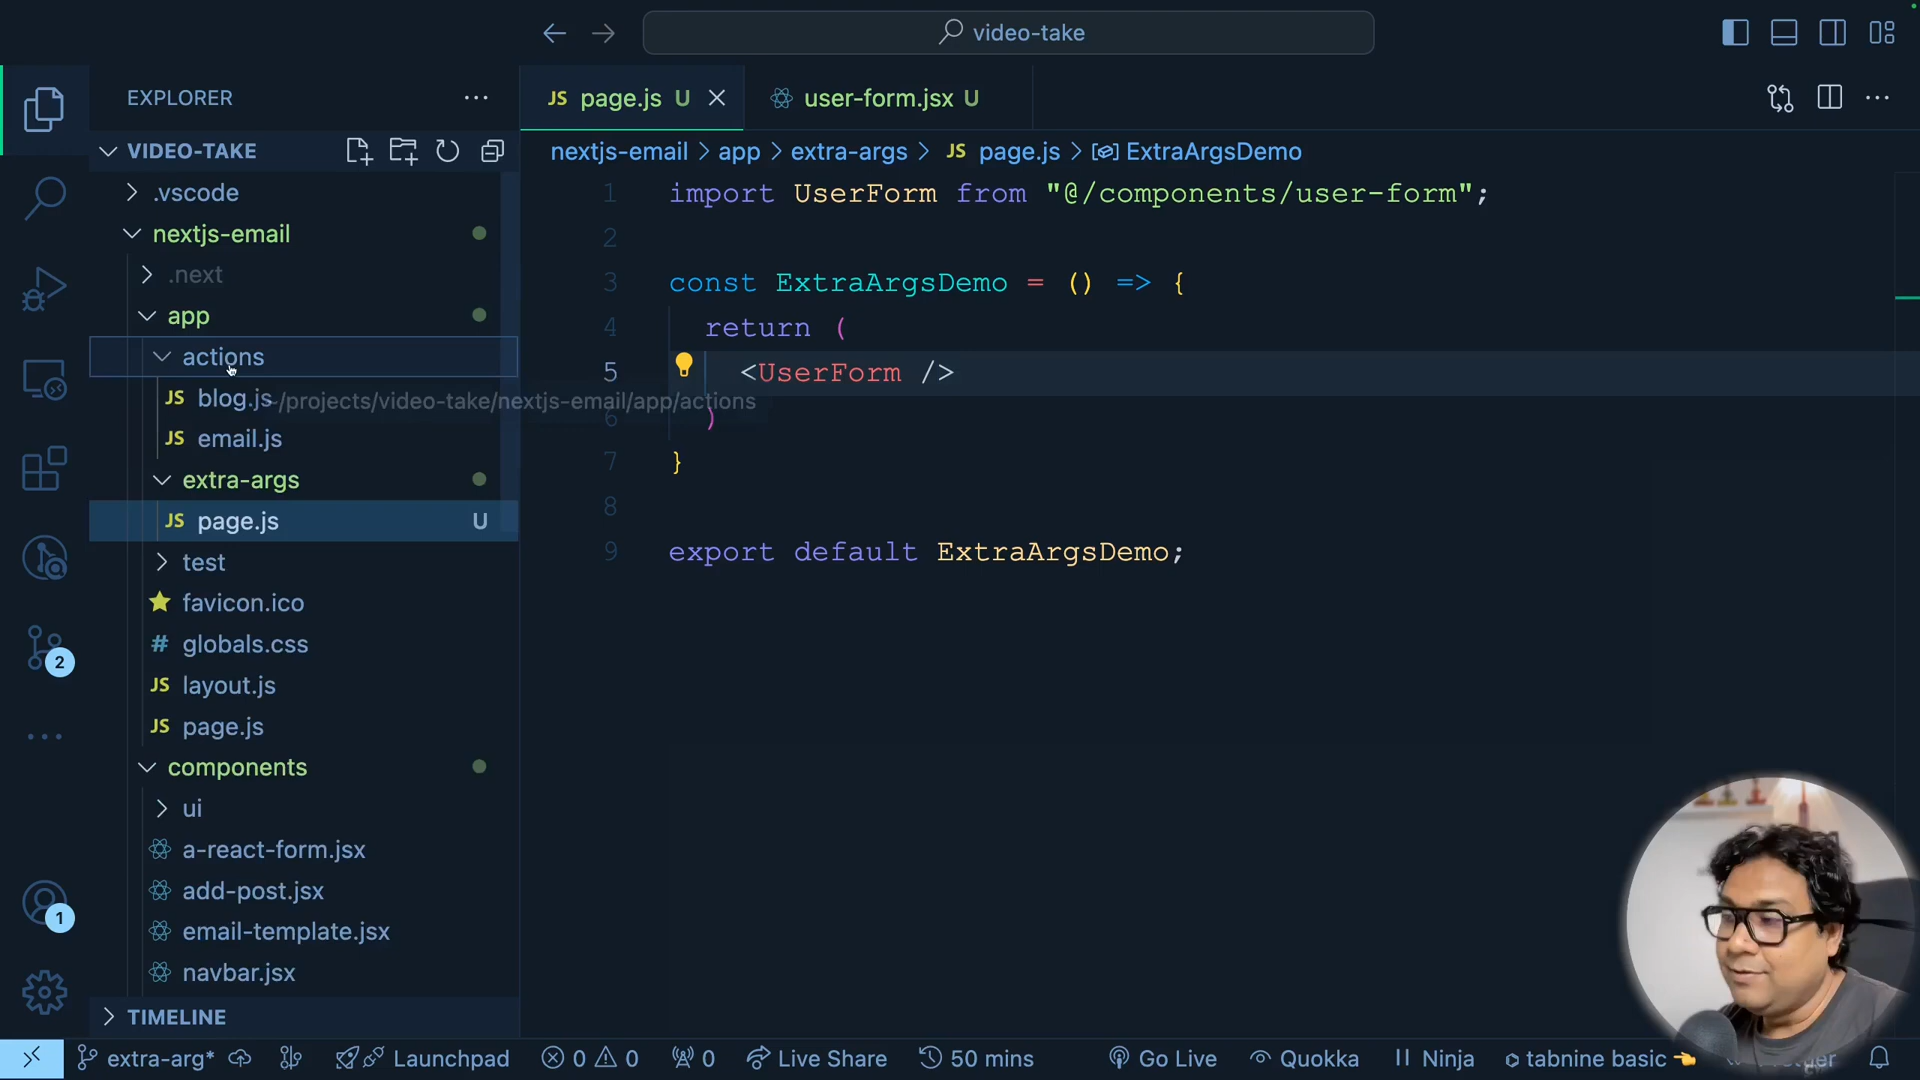 video-take
EXPLORER
VIDEO-TAKE
.vscode
nextjs-email
.next
app
actions
JS blog.js
~/projects/video-take/nextjs-email/app/actions
JS email.js
extra-args
JS page.js U
test
favicon.ico
# globals.css
JS layout.js
JS page.js
components
ui
a-react-form.jsx
add-post.jsx
email-template.jsx
navbar.jsx
TIMELINE
2
1
JS page.js U
user-form.jsx U
nextjs-email > app > extra-args > JS page.js > ExtraArgsDemo
1 import UserForm from "@/components/user-form";
2
3 const ExtraArgsDemo = () => {
4 return (
5 <UserForm />
6 )
7 }
8
9 export default ExtraArgsDemo;
extra-arg* Launchpad 0 0 0 Live Share 50 mins Go Live Quokka Ninja tabnine basic